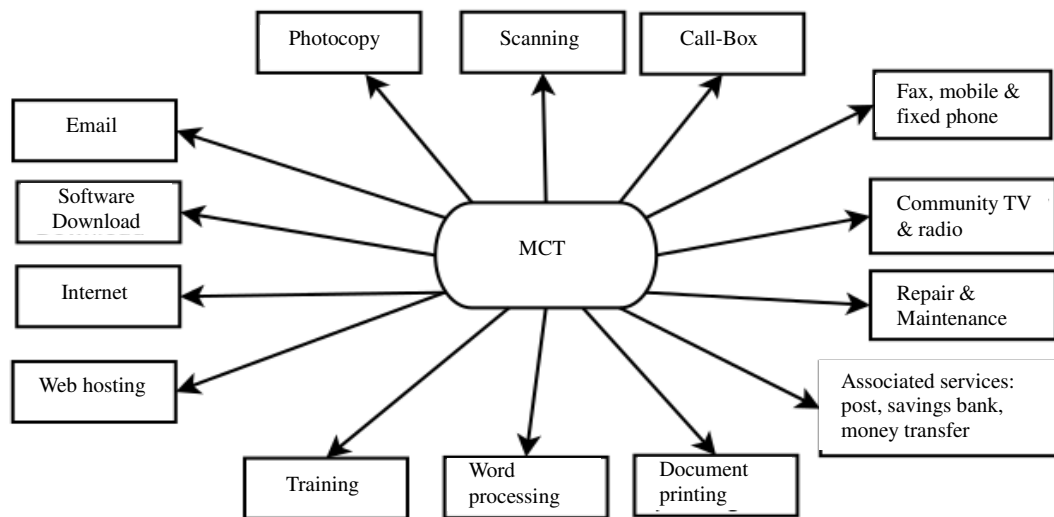 Photocopy
Scanning
Call-Box
Fax, mobile &
fixed phone
Email
Software
Download
Community TV
& radio
MCT
Internet
Repair &
Maintenance
Web hosting
Associated services:
post, savings bank,
money transfer
Training
Word
processing
Document
printing